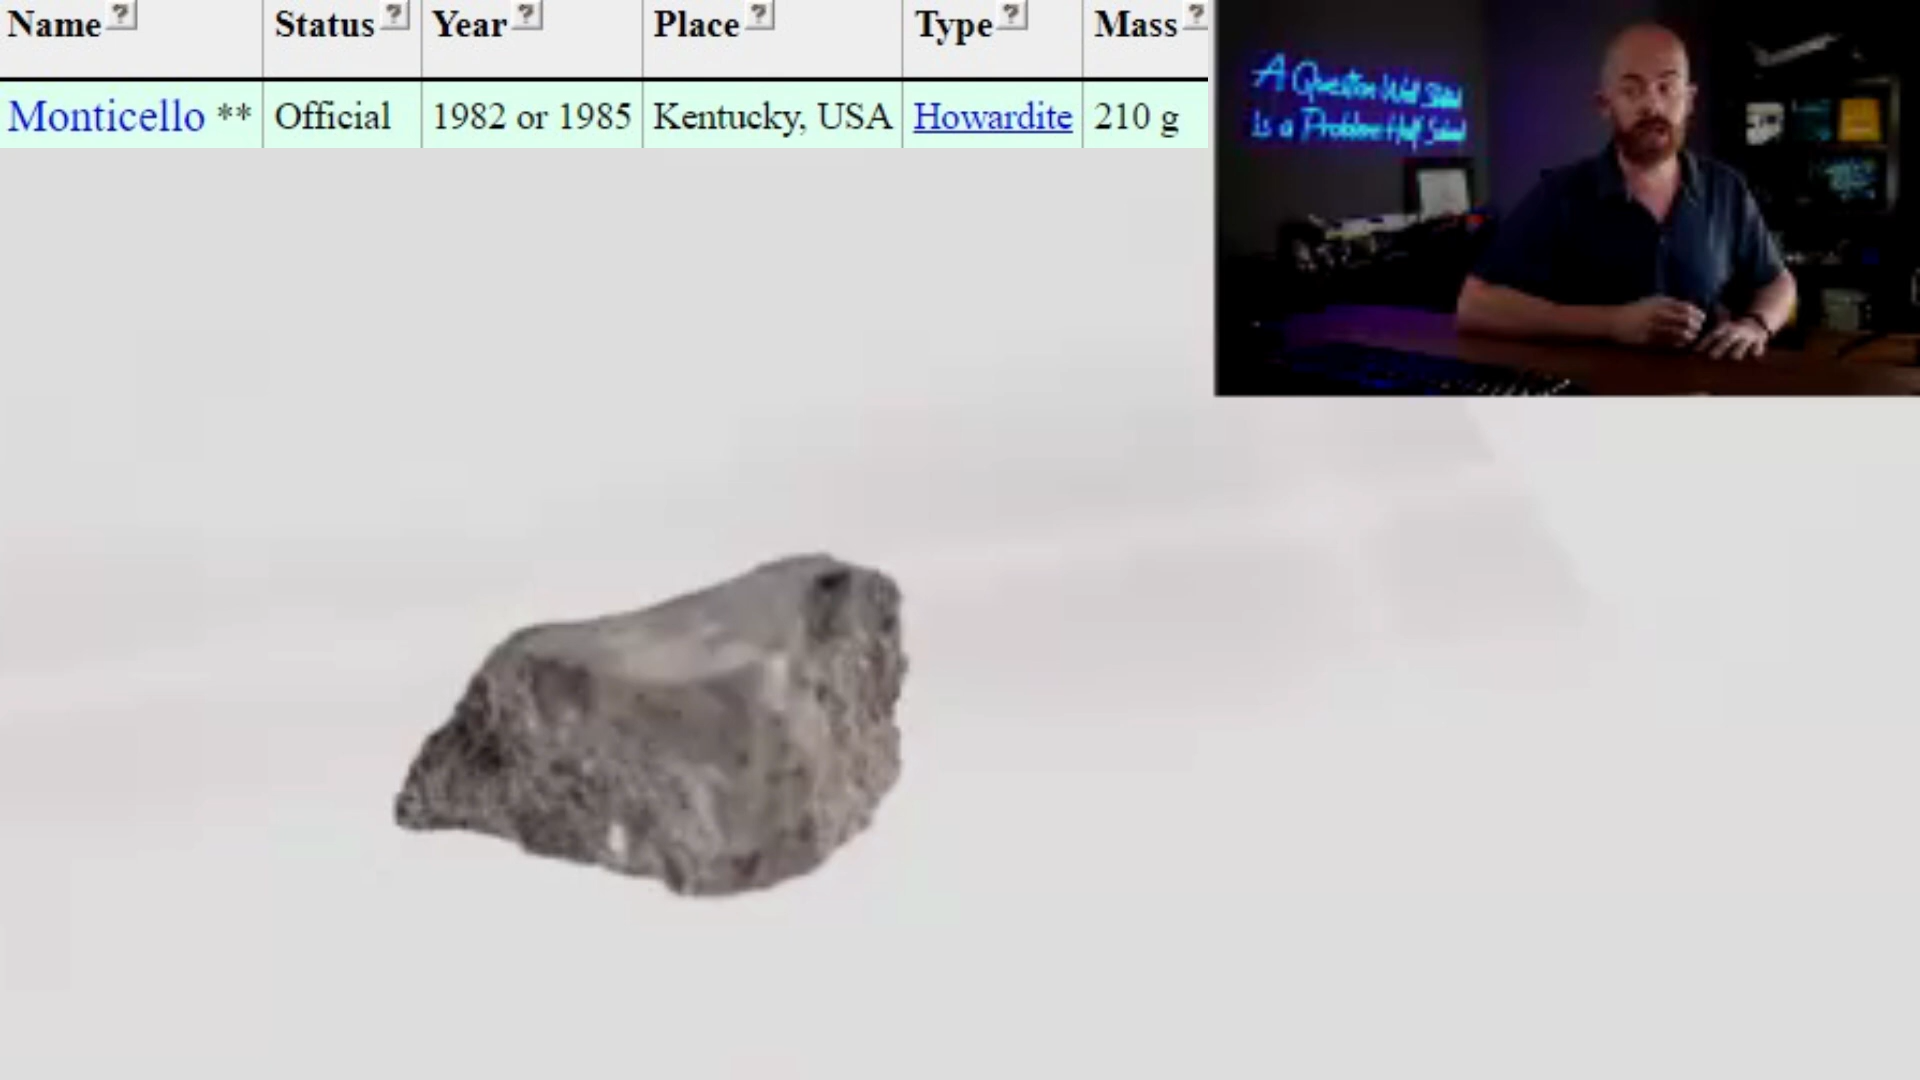 Name ? Status ? Year ? Place ? Type ? Mass ?
Monticello ** Official 1982 or 1985 Kentucky, USA Howardite 210 g
A Question Well Stated
Is a Problem Half Solved